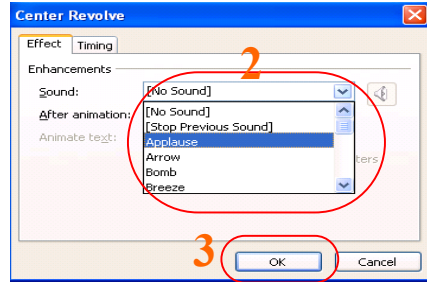 Center Revolve
Effect Timing
Enhancements
2
Sound: [No Sound]
After animation: [No Sound]
[Stop Previous Sound]
Animate text: Applause
Arrow
ters
Bomb
Breeze
3
OK Cancel